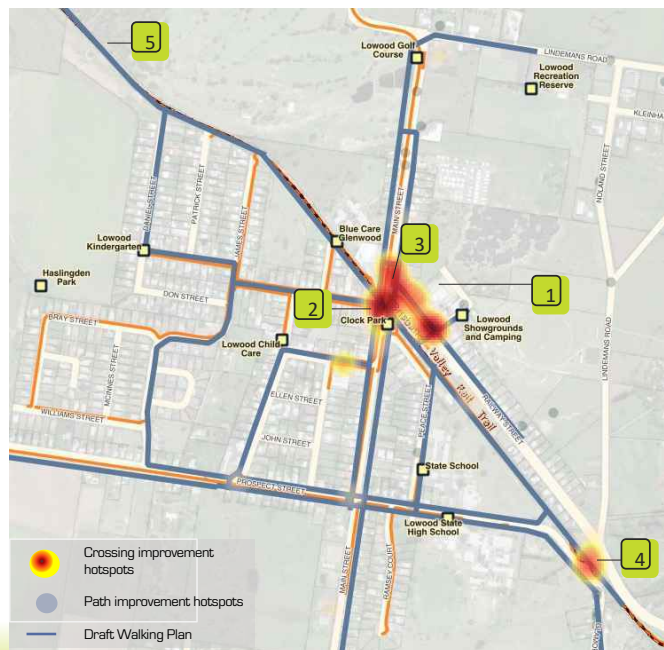 5
Lowood Golf
Course
LINDEMANS ROAD
Lowood
Recreation
Reserve
NOLAND STREET
DANIEL STREET
PATRICK STREET
JAMES STREET
MAIN STREET
Lowood
Kindergarten
Blue Care
Glenwood
3
Haslingden
Park
DON STREET
2
1
Clock Park
Lowood
Showgrounds
and Camping
BRAY STREET
MCINNES STREET
Lowood Child
Care
Valley Rail Trail
RAILWAY STREET
LINDEMANS ROAD
ELLEN STREET
PEACE STREET
WILLIAMS STREET
JOHN STREET
State School
PROSPECT STREET
Lowood State
High School
MAIN STREET
RAMSEY COURT
4
Crossing improvement
hotspots
Path improvement hotspots
Draft Walking Plan